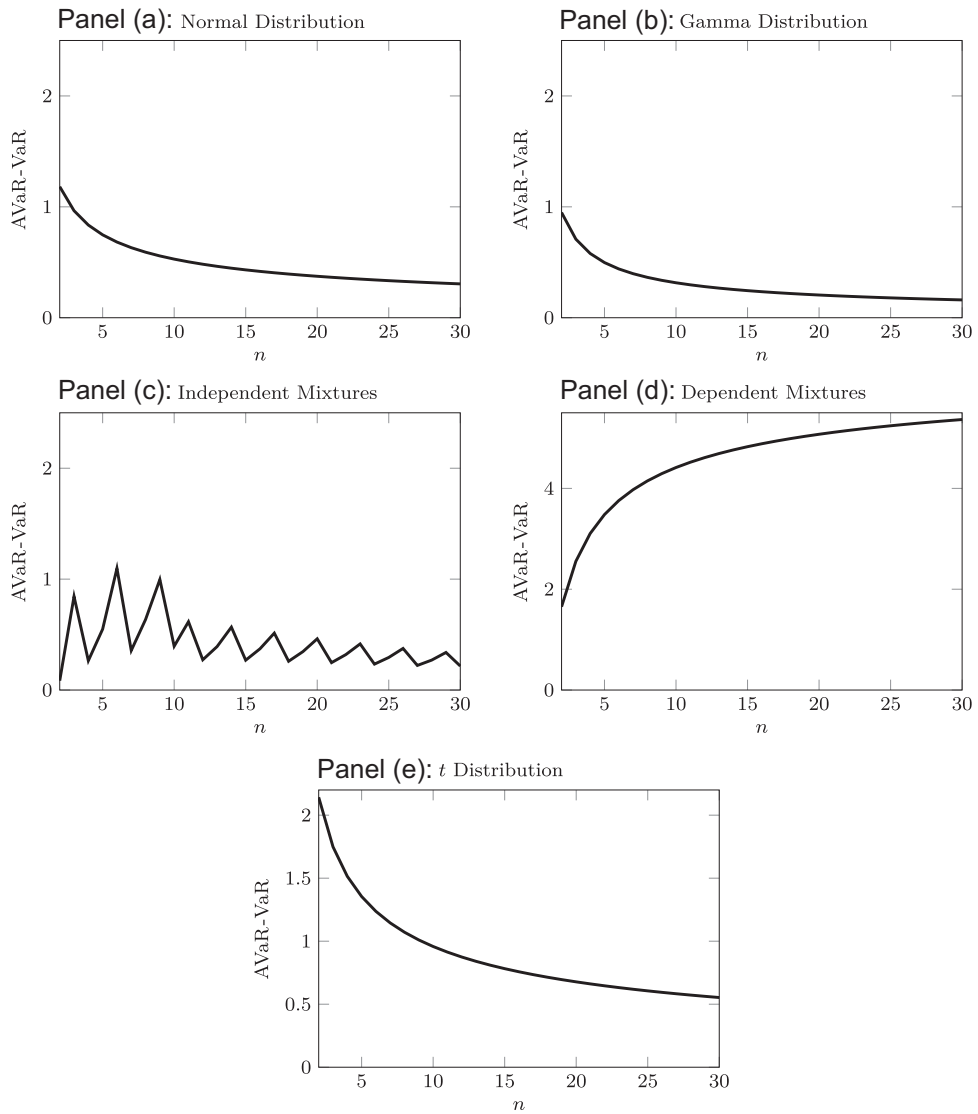 Panel (a): Normal Distribution
2
1
0
AVaR-VaR
5 10 15 20 25 30
n
Panel (b): Gamma Distribution
2
1
0
AVaR-VaR
5 10 15 20 25 30
n
Panel (c): Independent Mixtures
2
1
0
AVaR-VaR
5 10 15 20 25 30
n
Panel (d): Dependent Mixtures
4
2
0
AVaR-VaR
5 10 15 20 25 30
n
Panel (e): t Distribution
2
1.5
1
0.5
0
AVaR-VaR
5 10 15 20 25 30
n